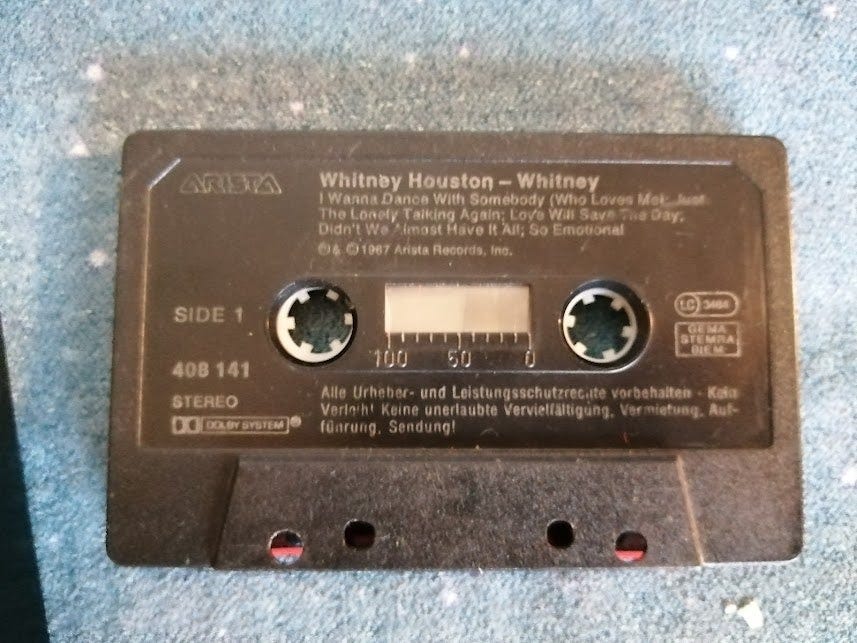 ARISTA
Whitney Houston – Whitney
I Wanna Dance With Somebody (Who Loves Me); Just
The Lonely Talking Again; Love Will Save The Day;
Didn't We Almost Have It All; So Emotional
Ⓟ & © 1987 Arista Records, Inc.
SIDE 1
408 141
STEREO
DOLBY SYSTEM ®
100 50 0
LC 3484
GEMA
STEMRA
BIEM
Alle Urheber- und Leistungsschutzrechte vorbehalten - Kein
Verleih! Keine unerlaubte Vervielfältigung, Vermietung, Auf-
führung, Sendung!